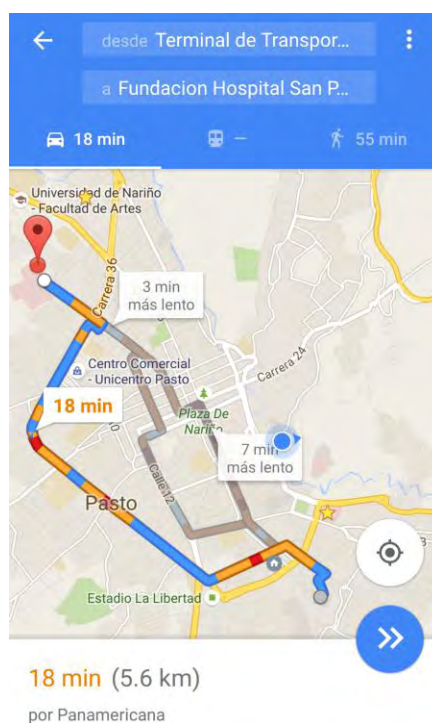 desde Terminal de Transpor...
a Fundacion Hospital San P...
18 min
–
55 min
Universidad de Nariño
- Facultad de Artes
Carrera 36
3 min
más lento
Centro Comercial
- Unicentro Pasto
Carrera 24
18 min
Plaza De
Nariño
7 min
más lento
Calle 12
Pasto
Estadio La Libertad
18 min (5.6 km)
por Panamericana